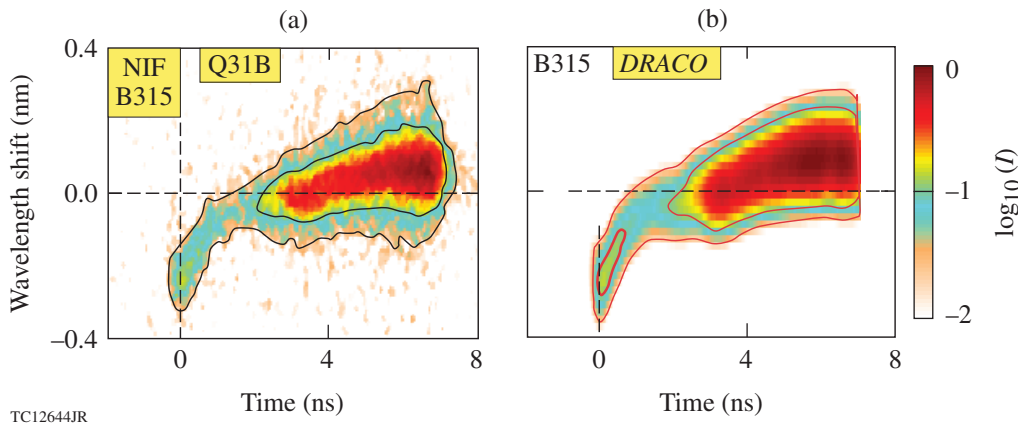 (a)
(b)
NIF
B315
Q31B
B315
DRACO
0.4
0.0
–0.4
Wavelength shift (nm)
0
4
8
Time (ns)
0
4
8
Time (ns)
0
–1
–2
log10 (I)
TC12644JR